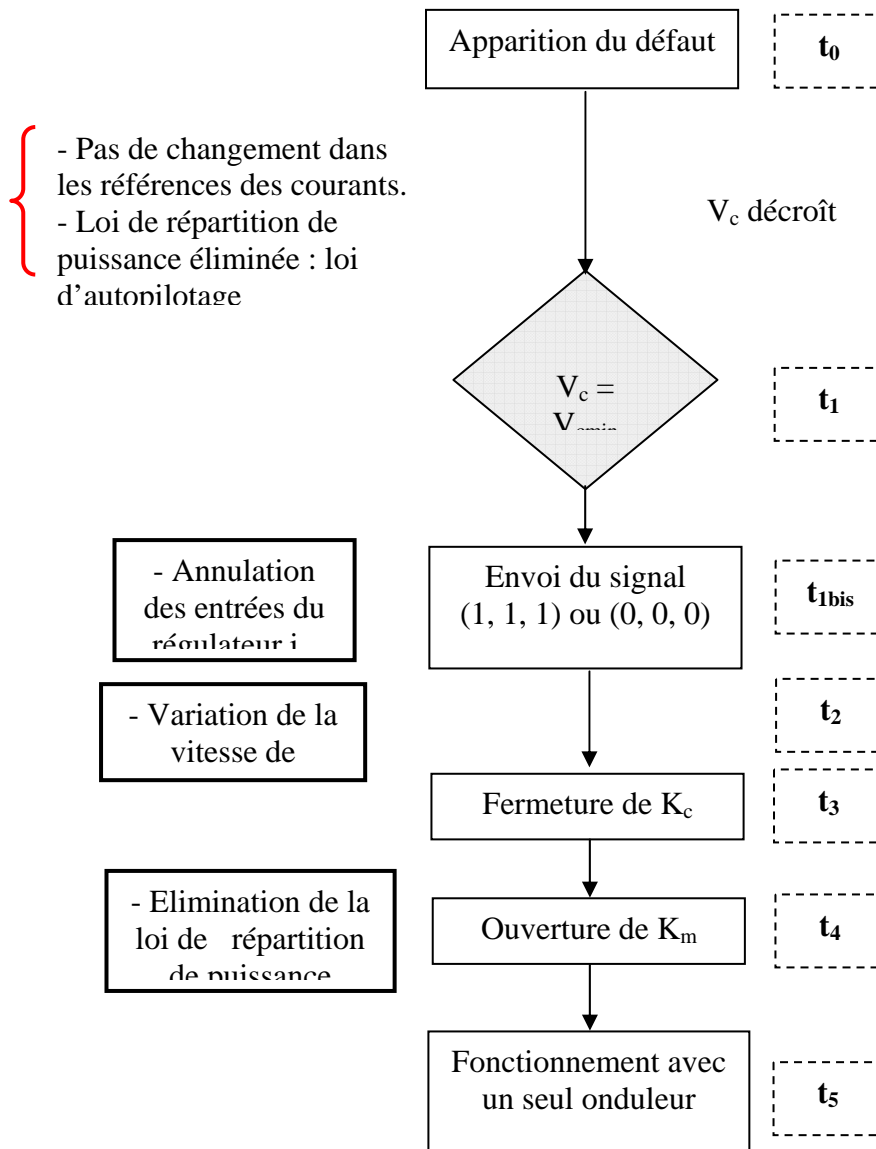 Apparition du défaut
t0
- Pas de changement dans
les références des courants.
- Loi de répartition de
puissance éliminée : loi
d’autopilotage
Vc décroît
Vc =
t1
- Annulation
des entrées du
régulateur i
Envoi du signal
(1, 1, 1) ou (0, 0, 0)
t1bis
- Variation de la
vitesse de
t2
Fermeture de Kc
t3
- Elimination de la
loi de répartition
de puissance
Ouverture de Km
t4
Fonctionnement avec
un seul onduleur
t5